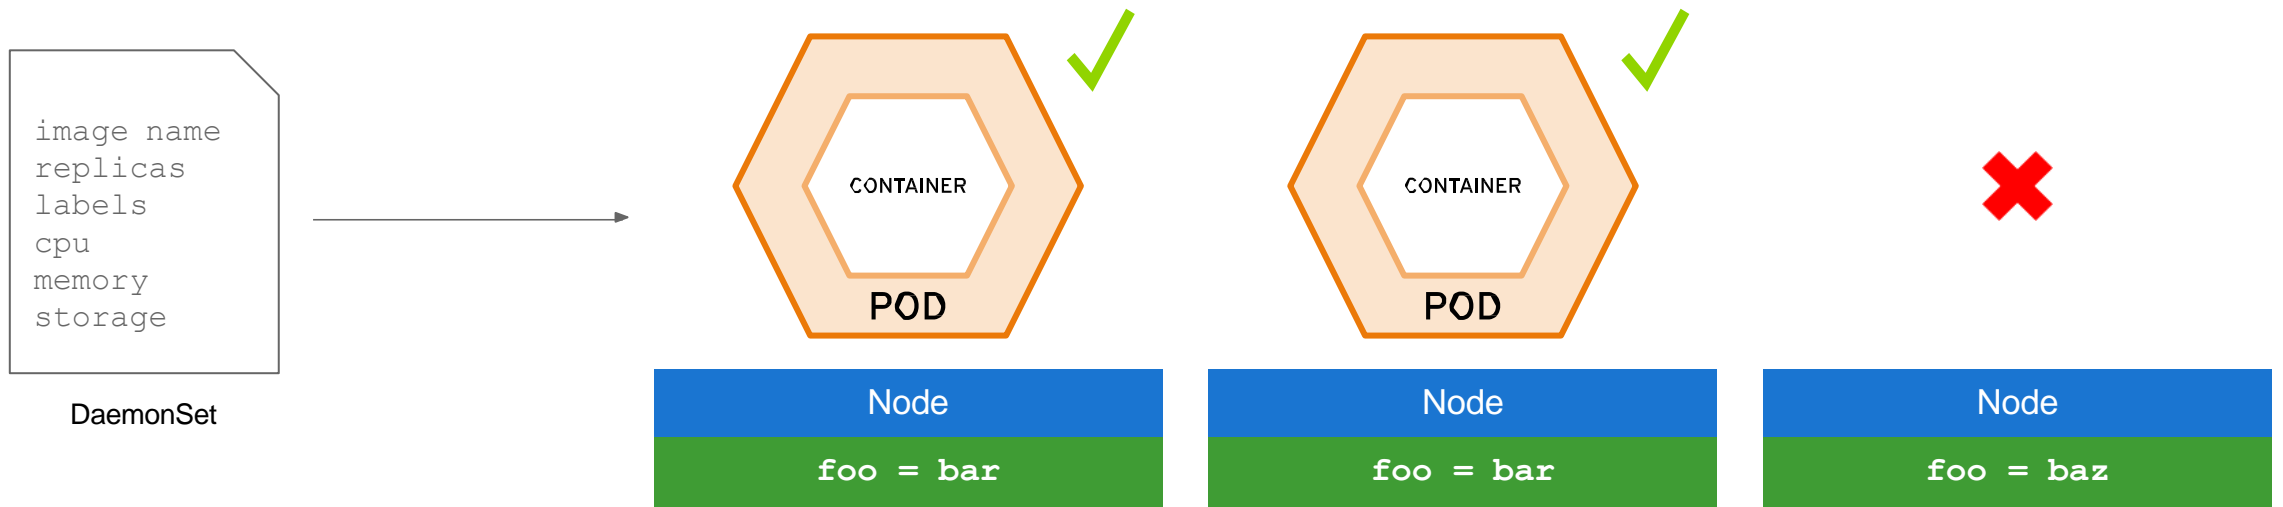 image name
replicas
labels
cpu
memory
storage
DaemonSet
CONTAINER
POD
Node
foo = bar
CONTAINER
POD
Node
foo = bar
Node
foo = baz